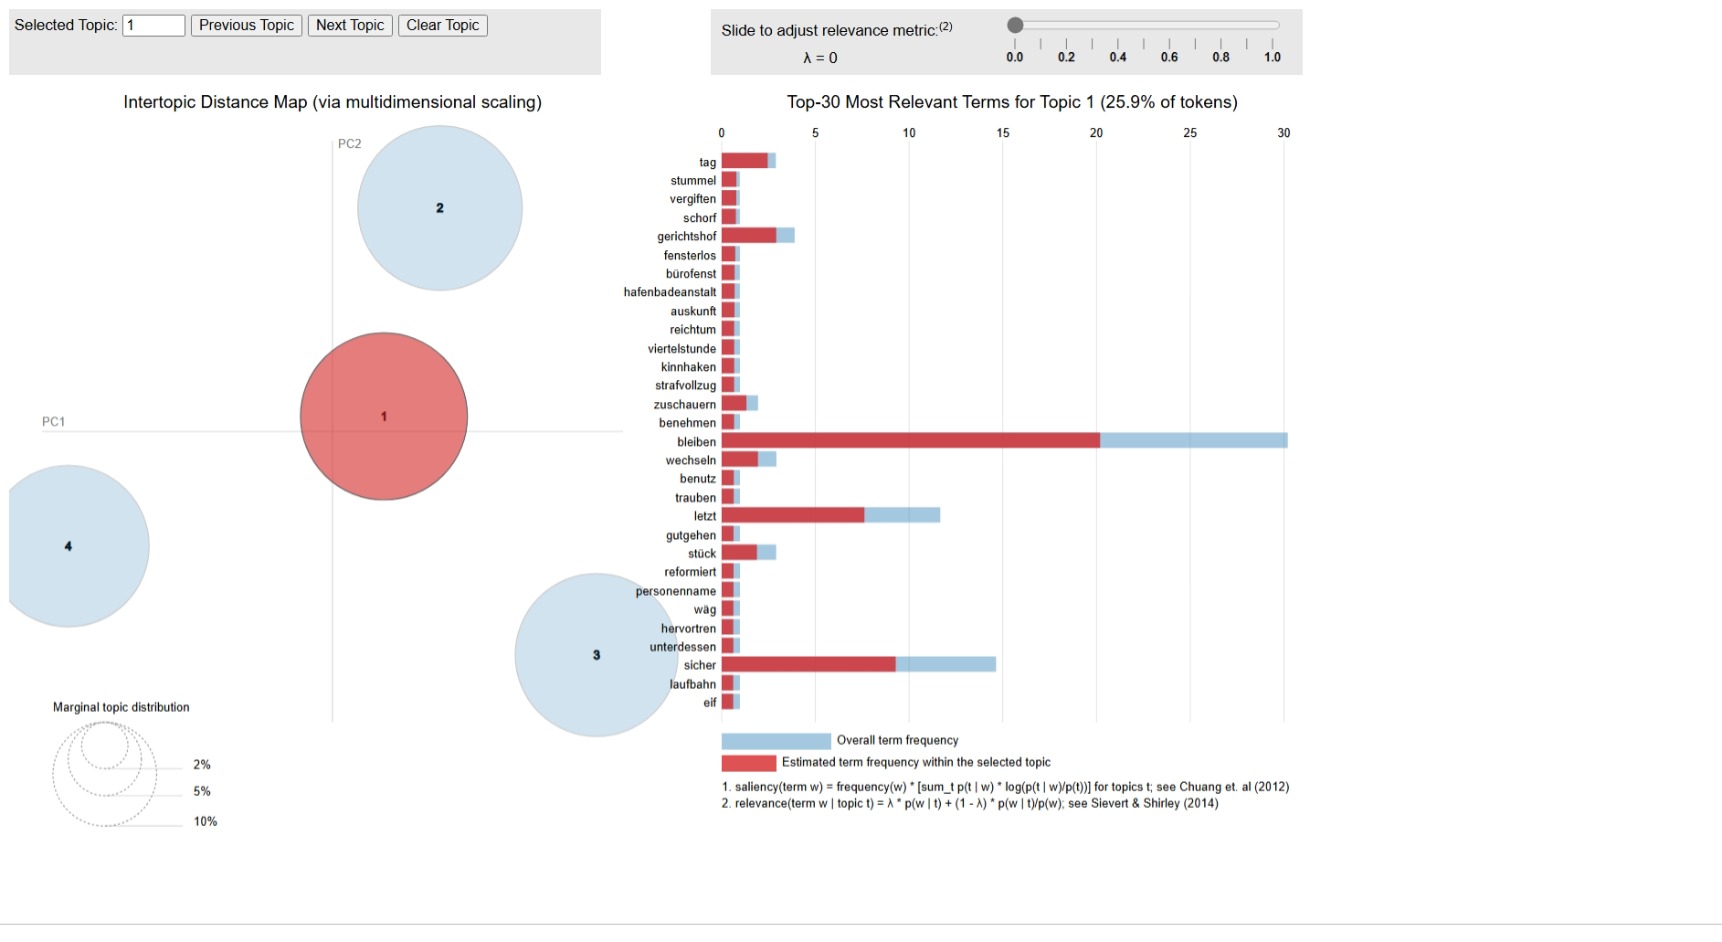 Selected Topic: 1 Previous Topic Next Topic Clear Topic
Slide to adjust relevance metric:(2)
λ = 0
0.0 0.2 0.4 0.6 0.8 1.0
Intertopic Distance Map (via multidimensional scaling)
PC2
PC1
2
1
4
3
Marginal topic distribution
2%
5%
10%
Top-30 Most Relevant Terms for Topic 1 (25.9% of tokens)
0 5 10 15 20 25 30
tag
stummel
vergiften
schorf
gerichtshof
fensterlos
bürofenst
hafenbadeanstalt
auskunft
reichtum
viertelstunde
kinnhaken
strafvollzug
zuschauern
benehmen
bleiben
wechseln
benutz
trauben
letzt
gutgehen
stück
reformiert
personenname
wäg
hervortren
unterdessen
sicher
laufbahn
eif
Overall term frequency
Estimated term frequency within the selected topic
1. saliency(term w) = frequency(w) * [sum_t p(t | w) * log(p(t | w)/p(t))] for topics t; see Chuang et. al (2012)
2. relevance(term w | topic t) = λ * p(w | t) + (1 - λ) * p(w | t)/p(w); see Sievert & Shirley (2014)